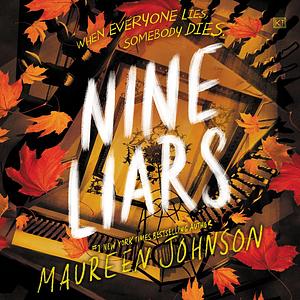 WHEN EVERYONE LIES,
SOMEBODY DIES.
NINE
LIARS
#1 NEW YORK TIMES BESTSELLING AUTHOR
MAUREEN JOHNSON